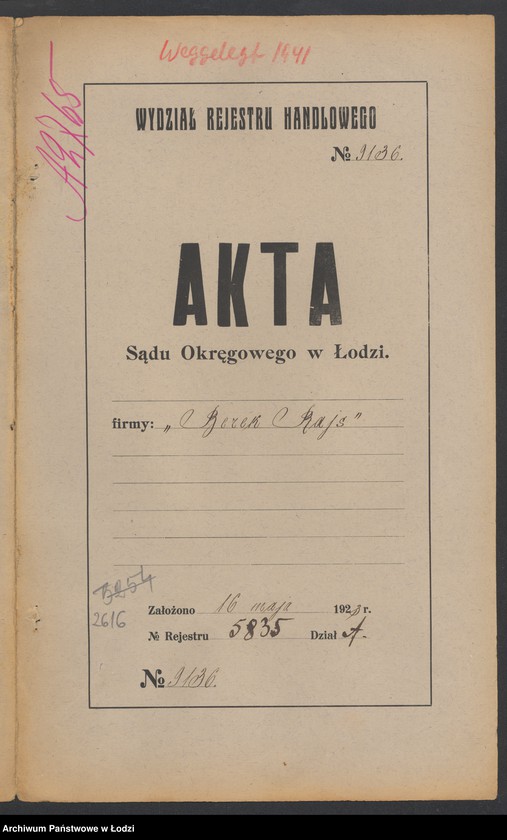 Weggelegt 1941
WYDZIAŁ REJESTRU HANDLOWEGO
№ 9136.
AKTA
Sądu Okręgowego w Łodzi.
firmy: „Berek Rajs”
2616
Założono 16 maja 192 r.
№ Rejestru 5835 Dział A.
№ 9136.
Archiwum Państwowe w Łodzi